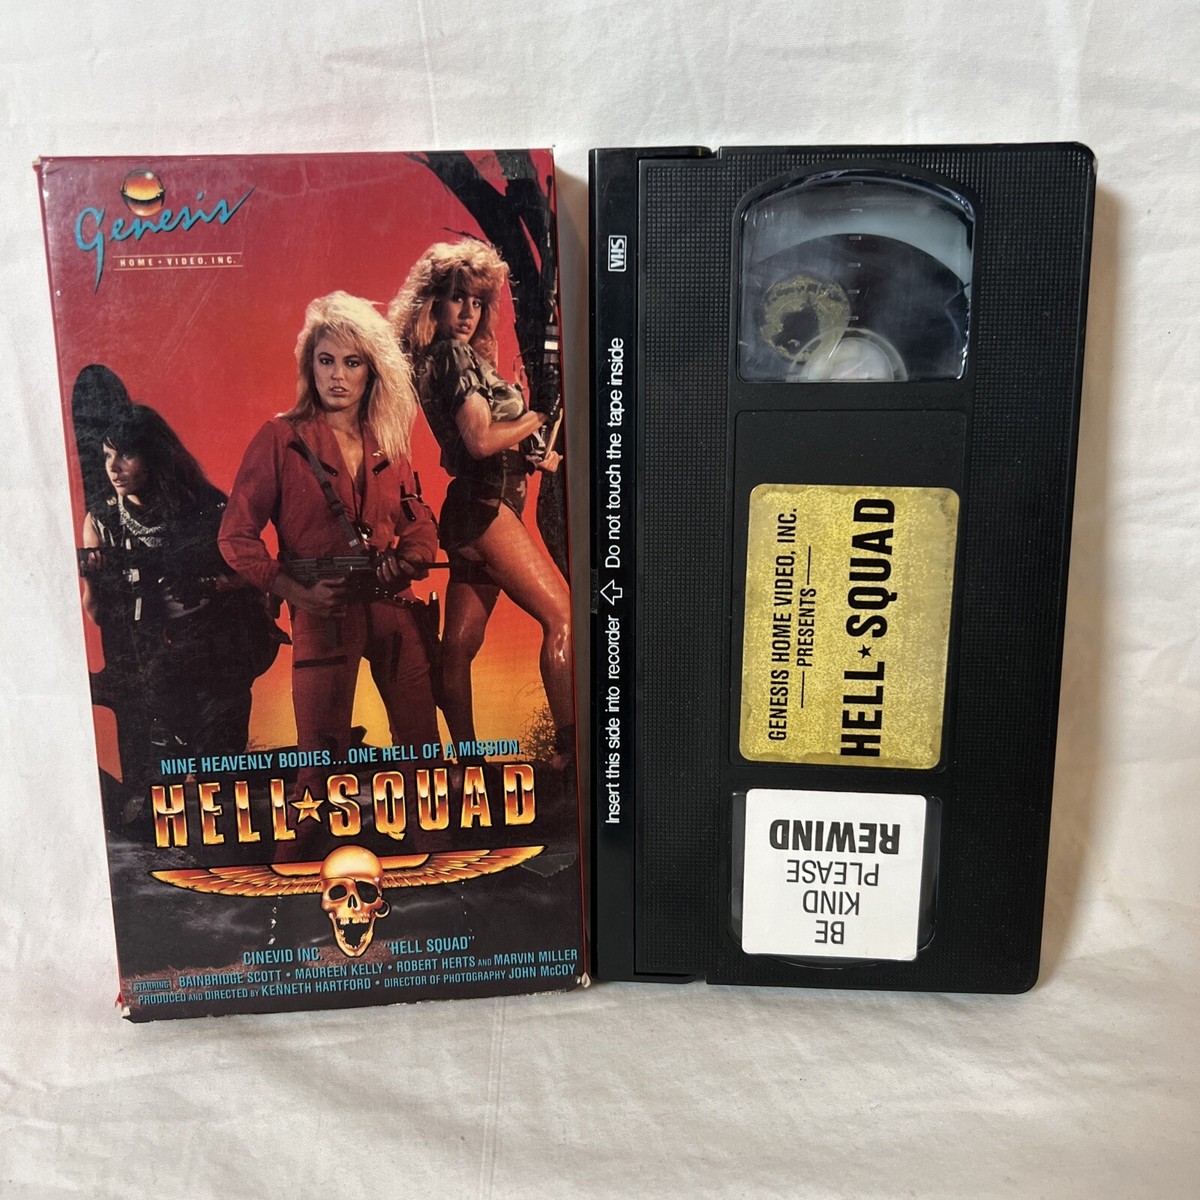 Genesis
HOME • VIDEO, INC.
NINE HEAVENLY BODIES...ONE HELL OF A MISSION.
HELL★SQUAD
CINEVID INC. "HELL SQUAD"
STARRING BAINBRIDGE SCOTT • MAUREEN KELLY • ROBERT HERTS AND MARVIN MILLER
PRODUCED AND DIRECTED BY KENNETH HARTFORD • DIRECTOR OF PHOTOGRAPHY JOHN McCOY
Insert this side into recorder ⇧ Do not touch the tape inside
VHS
GENESIS HOME VIDEO, INC.
PRESENTS
HELL★SQUAD
BE
KIND
PLEASE
REWIND